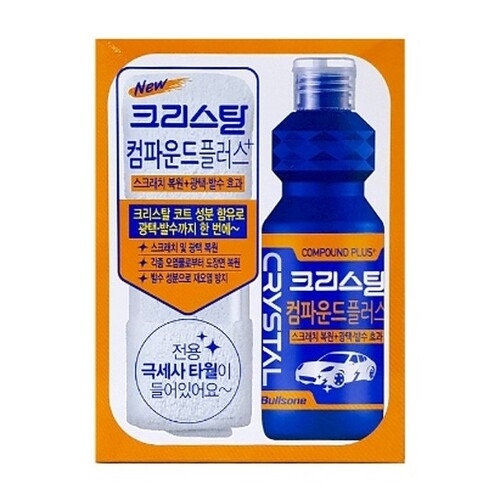 New
크리스탈
컴파운드플러스+
스크래치 복원+광택·발수 효과
크리스탈 코트 성분 함유로
광택·발수까지 한 번에~
스크래치 및 광택 복원
각종 오염물로부터 도장면 복원
발수 성분으로 재오염 방지
전용
극세사 타월이
들어있어요~
CRYSTAL
COMPOUND PLUS+
크리스탈
컴파운드플러스
스크래치 복원+광택·발수 효과
Bullsone